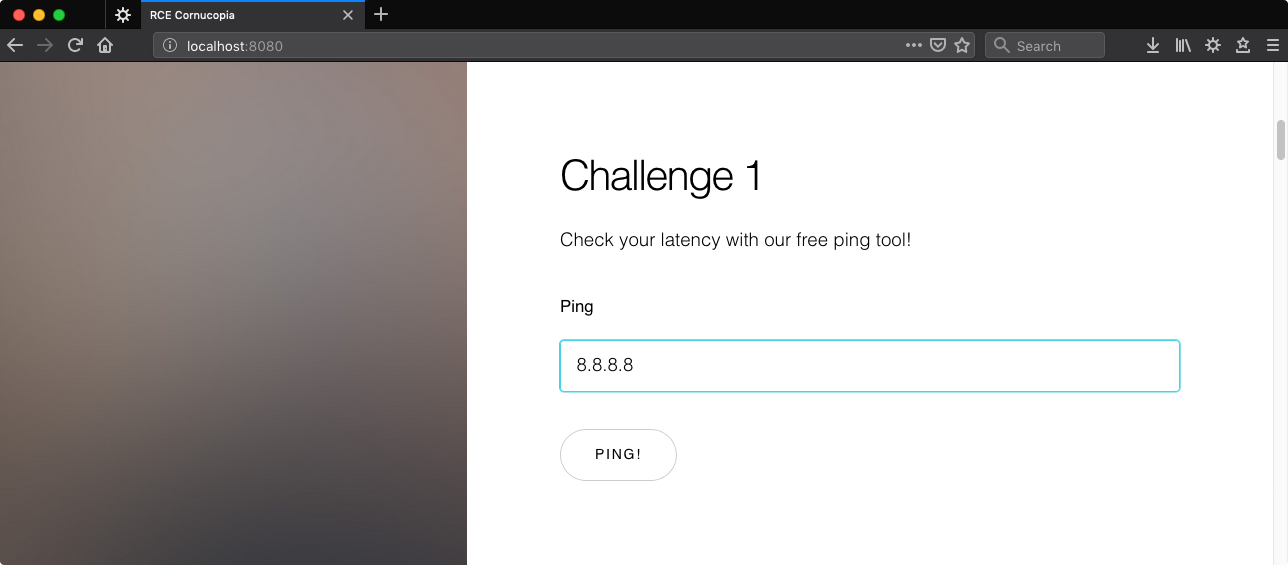 RCE Cornucopia
localhost:8080
Search
Challenge 1
Check your latency with our free ping tool!
Ping
8.8.8.8
PING!